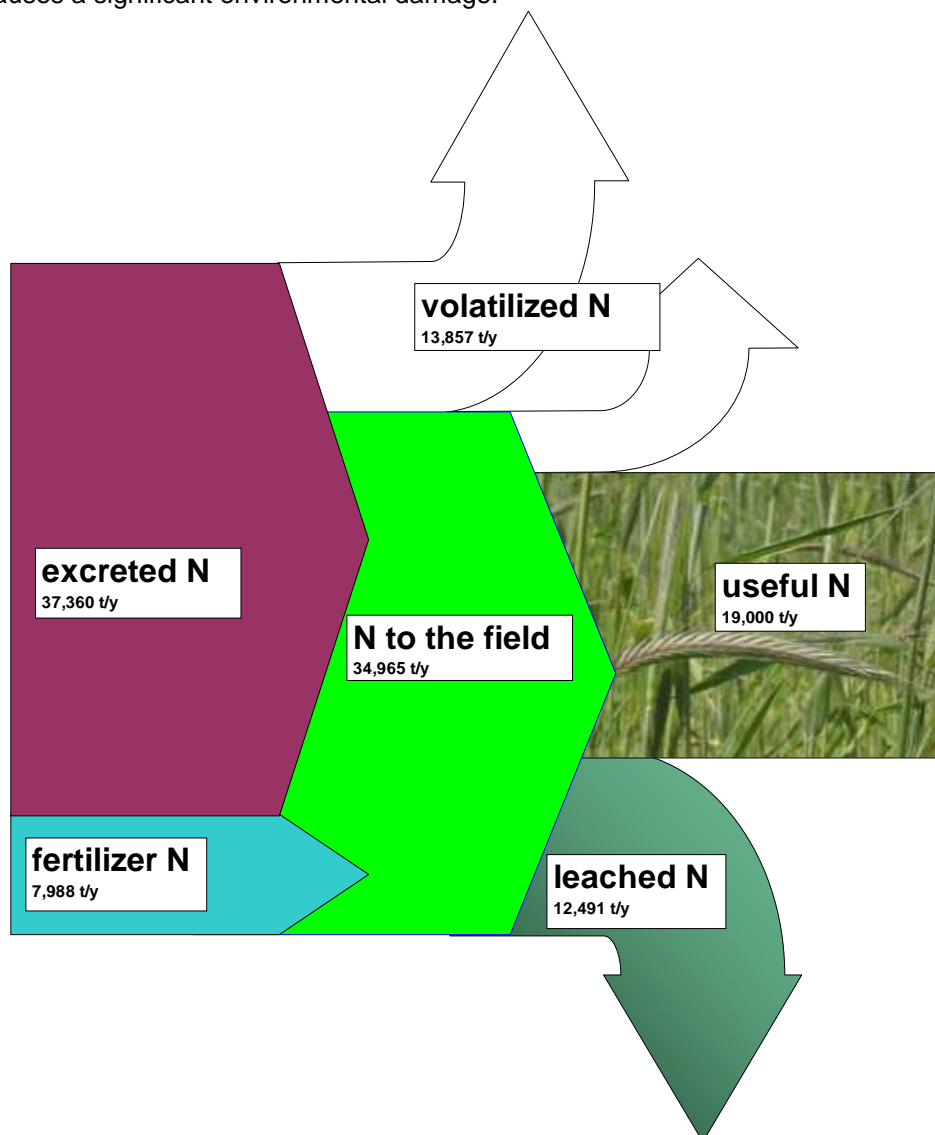 auses a significant environmental damage.
volatilized N
13,857 t/y
excreted N
37,360 t/y
useful N
19,000 t/y
N to the field
34,965 t/y
fertilizer N
7,988 t/y
leached N
12,491 t/y